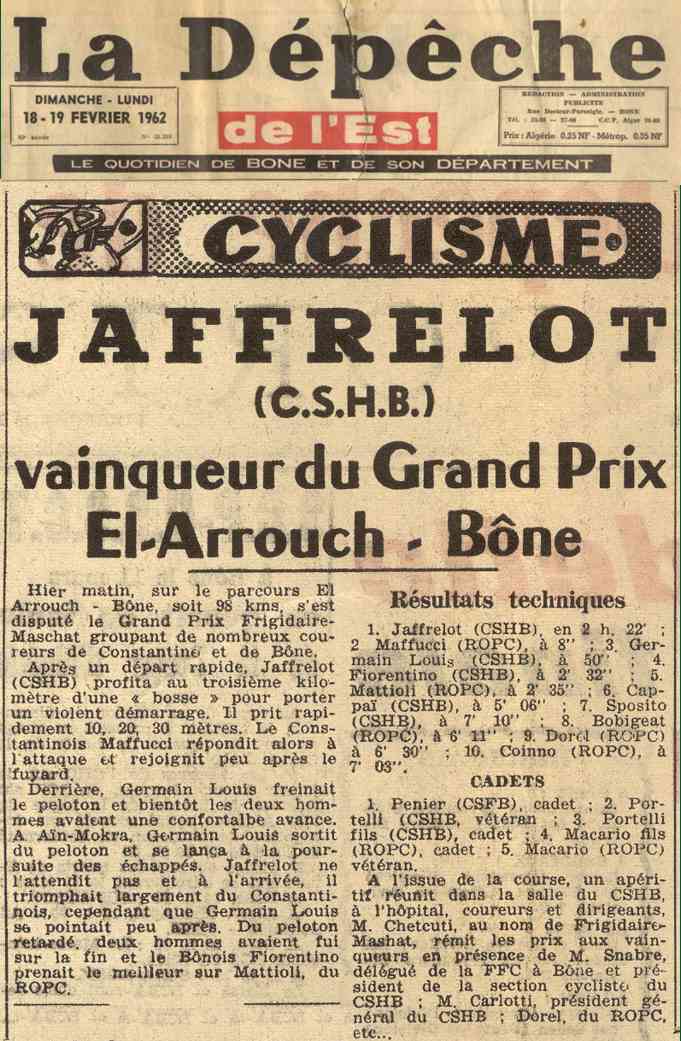 La Dépêche
DIMANCHE - LUNDI
18 - 19 FEVRIER 1962
de l'Est
RÉDACTION — ADMINISTRATION
PUBLICITÉ
— BONE
Prix : Algérie 0.25 NF - Métrop. 0.35 NF
LE QUOTIDIEN DE BONE ET DE SON DÉPARTEMENT
CYCLISME
JAFFRELOT
(C.S.H.B.)
vainqueur du Grand Prix
El-Arrouch - Bône
Hier matin, sur le parcours El
Arrouch - Bône, soit 98 kms, s'est
disputé le Grand Prix Frigidaire-
Maschat groupant de nombreux cou-
reurs de Constantine et de Bône.
Après un départ rapide, Jaffrelot
(CSHB) profita au troisième kilo-
mètre d'une « bosse » pour porter
un violent démarrage. Il prit rapi-
dement 10, 20, 30 mètres. Le Cons-
tantinois Maffucci répondit alors à
l'attaque et rejoignit peu après le
fuyard.
Derrière, Germain Louis freinait
le peloton et bientôt les deux hom-
mes avaient une confortalbe avance.
A Aïn-Mokra, Germain Louis sortit
du peloton et se lança à la pour-
suite des échappés. Jaffrelot ne
l'attendit pas et à l'arrivée, il
triomphait largement du Constanti-
nois, cependant que Germain Louis
se pointait peu après. Du peloton
retardé, deux hommes avaient fui
sur la fin et le Bônois Fiorentino
prenait le meilleur sur Mattioli, du
ROPC.
Résultats techniques
1. Jaffrelot (CSHB), en 2 h. 22' ;
2 Maffucci (ROPC), à 8'' ; 3. Ger-
main Louis (CSHB), à 50'' ; 4.
Fiorentino (CSHB), à 2' 32'' ; 5.
Mattioli (ROPC), à 2' 35'' ; 6. Cap-
paï (CSHB), à 5' 06'' ; 7. Sposito
(CSHB), à 7' 10'' ; 8. Bobigeat
(ROPC), à 6' 11'' ; 9. Dorel (ROPC)
à 6' 30'' ; 10. Coinno (ROPC), à
7' 03''.
CADETS
1. Penier (CSFB), cadet ; 2. Por-
telli (CSHB, vétéran ; 3. Portelli
fils (CSHB), cadet ; 4. Macario fils
(ROPC), cadet ; 5. Macario (ROPC)
vétéran.
A l'issue de la course, un apéri-
tif réunit dans la salle du CSHB,
à l'hôpital, coureurs et dirigeants,
M. Chetcuti, au nom de Frigidaire-
Mashat, rémit les prix aux vain-
queurs en présence de M. Snabre,
délégué de la FFC à Bône et pré-
sident de la section cycliste du
CSHB ; M. Carlotti, président gé-
néral du CSHB ; Dorel, du ROPC,
etc...